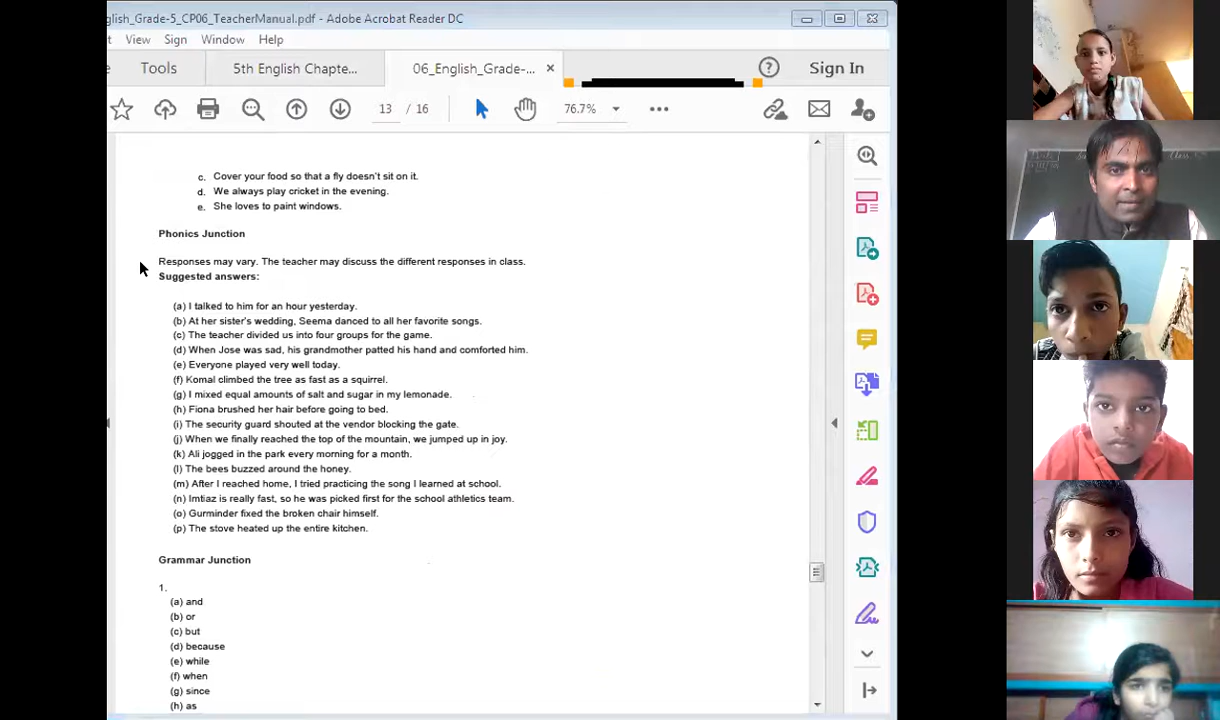 glish_Grade-5_CP06_TeacherManual.pdf - Adobe Acrobat Reader DC
t View Sign Window Help
e Tools 5th English Chapte... 06_English_Grade-... Sign In
13 / 16 76.7%
c. Cover your food so that a fly doesn't sit on it.
d. We always play cricket in the evening.
e. She loves to paint windows.
Phonics Junction
Responses may vary. The teacher may discuss the different responses in class.
Suggested answers:
(a) I talked to him for an hour yesterday.
(b) At her sister's wedding, Seema danced to all her favorite songs.
(c) The teacher divided us into four groups for the game.
(d) When Jose was sad, his grandmother patted his hand and comforted him.
(e) Everyone played very well today.
(f) Komal climbed the tree as fast as a squirrel.
(g) I mixed equal amounts of salt and sugar in my lemonade.
(h) Fiona brushed her hair before going to bed.
(i) The security guard shouted at the vendor blocking the gate.
(j) When we finally reached the top of the mountain, we jumped up in joy.
(k) Ali jogged in the park every morning for a month.
(l) The bees buzzed around the honey.
(m) After I reached home, I tried practicing the song I learned at school.
(n) Imtiaz is really fast, so he was picked first for the school athletics team.
(o) Gurminder fixed the broken chair himself.
(p) The stove heated up the entire kitchen.
Grammar Junction
1.
(a) and
(b) or
(c) but
(d) because
(e) while
(f) when
(g) since
(h) as